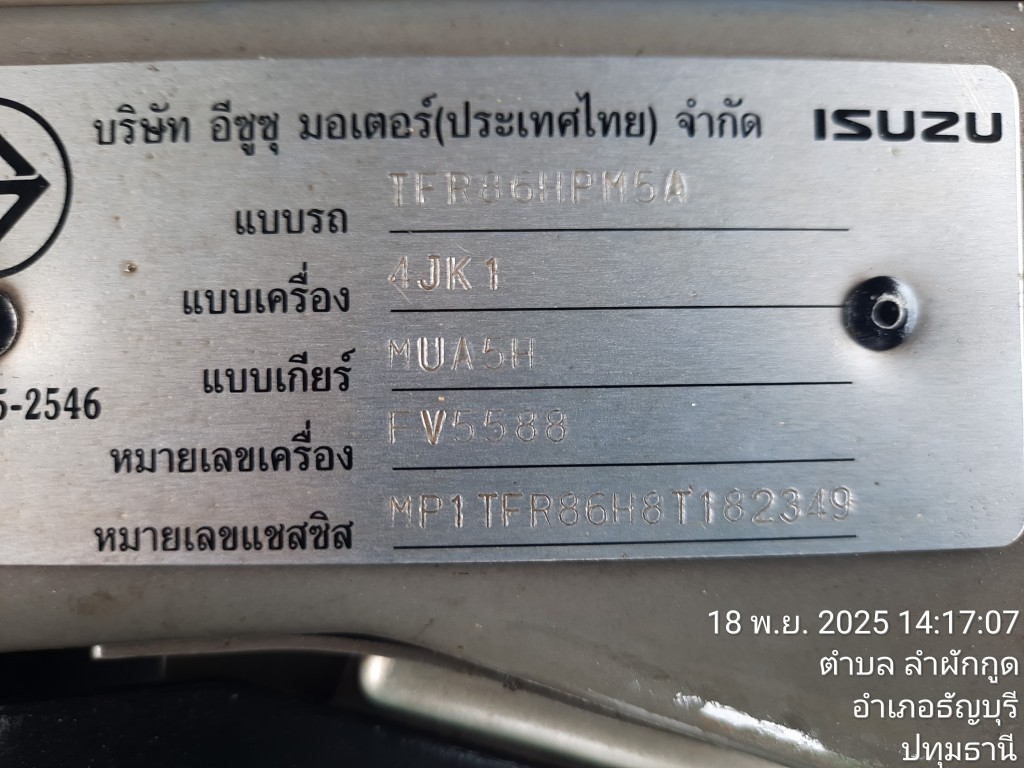 บริษัท อีซูซุ มอเตอร์(ประเทศไทย) จำกัด ISUZU
แบบรถ TFR86HPM5A
แบบเครื่อง 4JK1
แบบเกียร์ MUA5H
5-2546
หมายเลขเครื่อง FV5588
หมายเลขแชสซิส MP1TFR86H8T182349
18 พ.ย. 2025 14:17:07
ตำบล ลำผักกูด
อำเภอธัญบุรี
ปทุมธานี